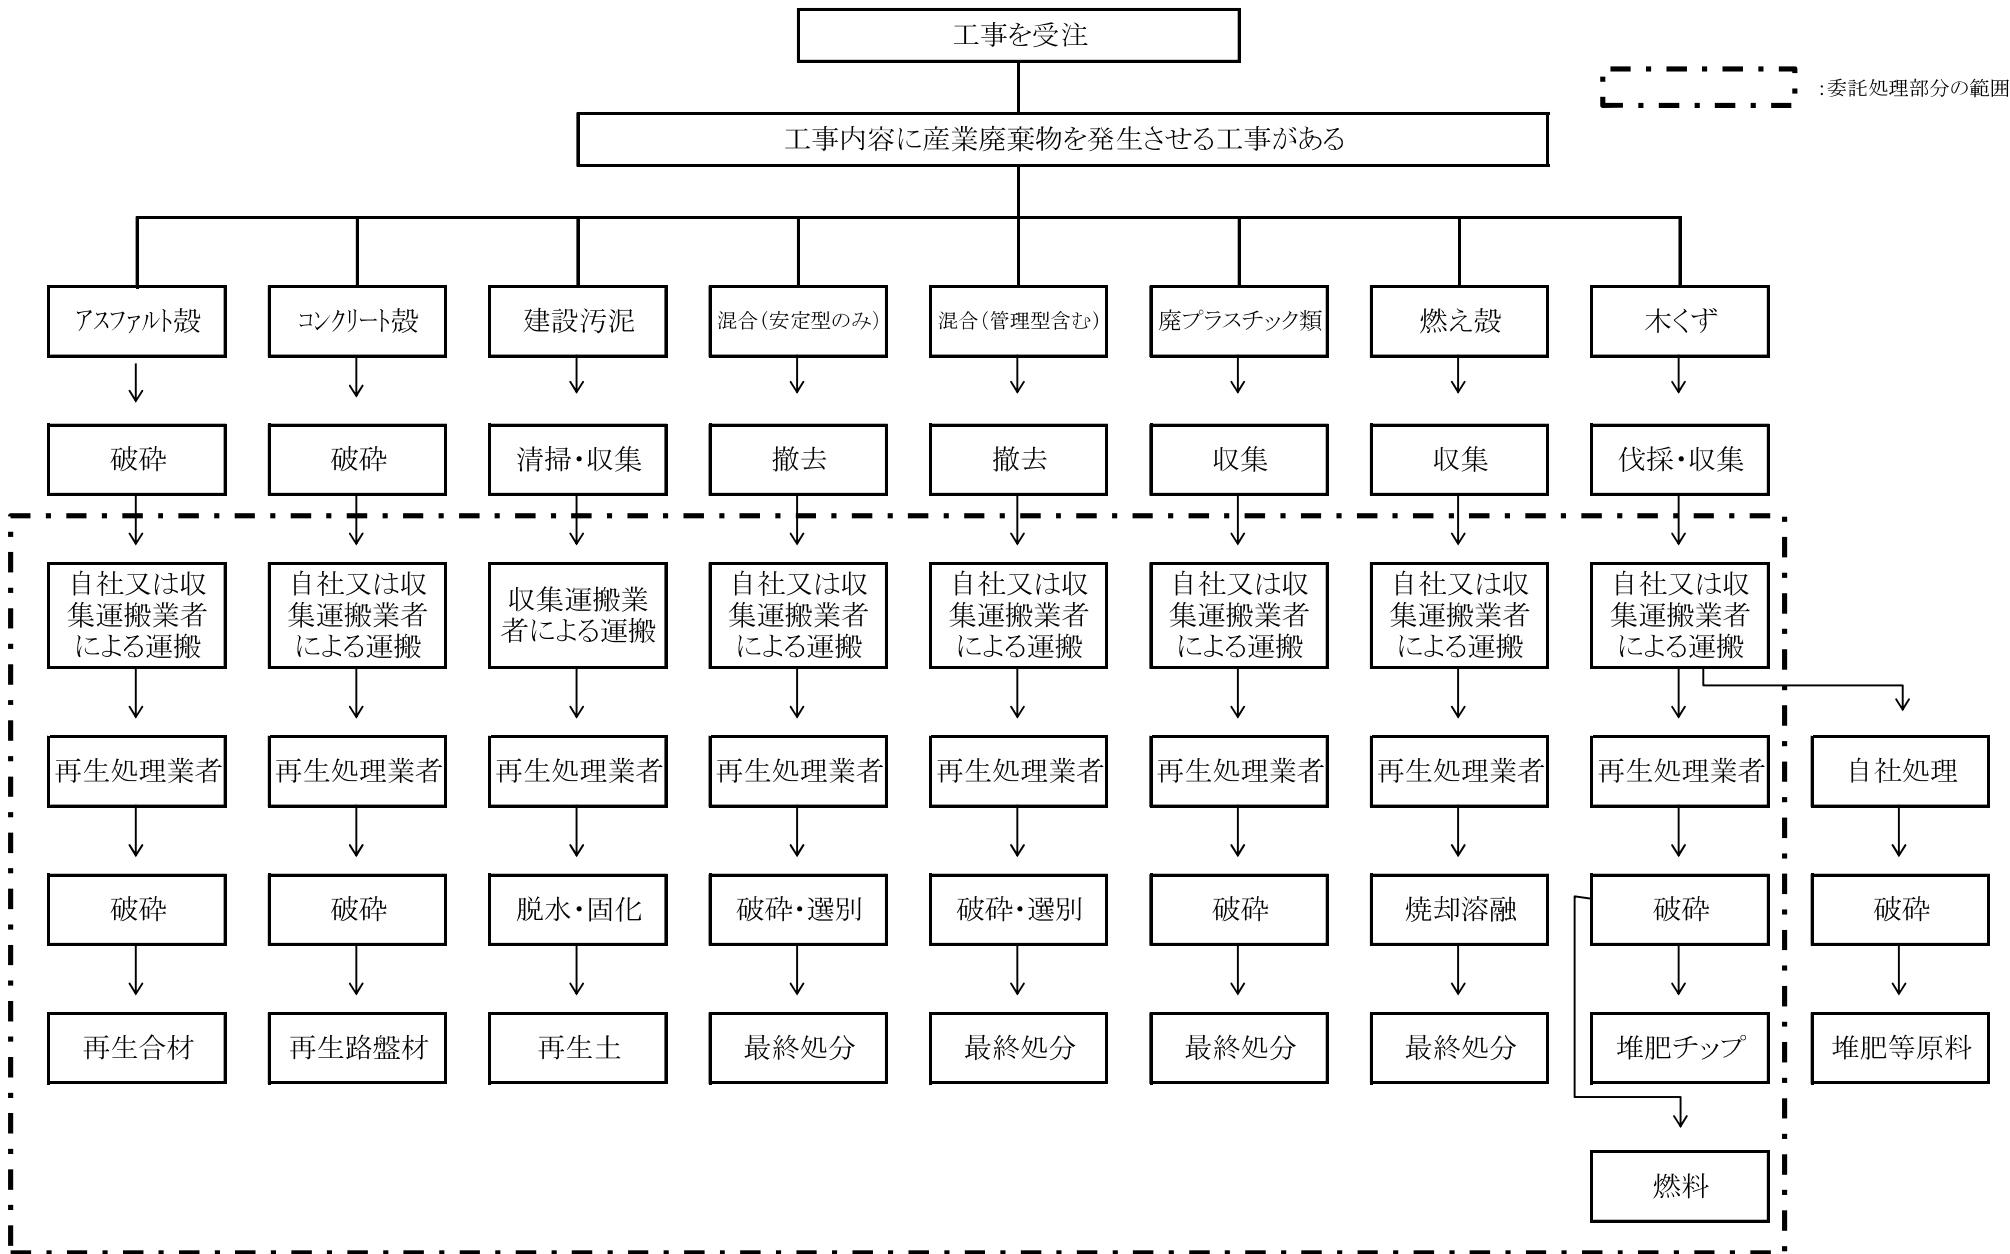 工事を受注
:委託処理部分の範囲
工事内容に産業廃棄物を発生させる工事がある
アスファルト殻
コンクリート殻
建設汚泥
混合(安定型のみ)
混合(管理型含む)
廃プラスチック類
燃え殻
木くず
破砕
破砕
清掃・収集
撤去
撤去
収集
収集
伐採・収集
自社又は収
集運搬業者
による運搬
自社又は収
集運搬業者
による運搬
収集運搬業
者による運搬
自社又は収
集運搬業者
による運搬
自社又は収
集運搬業者
による運搬
自社又は収
集運搬業者
による運搬
自社又は収
集運搬業者
による運搬
自社又は収
集運搬業者
による運搬
再生処理業者
再生処理業者
再生処理業者
再生処理業者
再生処理業者
再生処理業者
再生処理業者
再生処理業者
自社処理
破砕
破砕
脱水・固化
破砕・選別
破砕・選別
破砕
焼却溶融
破砕
破砕
再生合材
再生路盤材
再生土
最終処分
最終処分
最終処分
最終処分
堆肥チップ
堆肥等原料
燃料